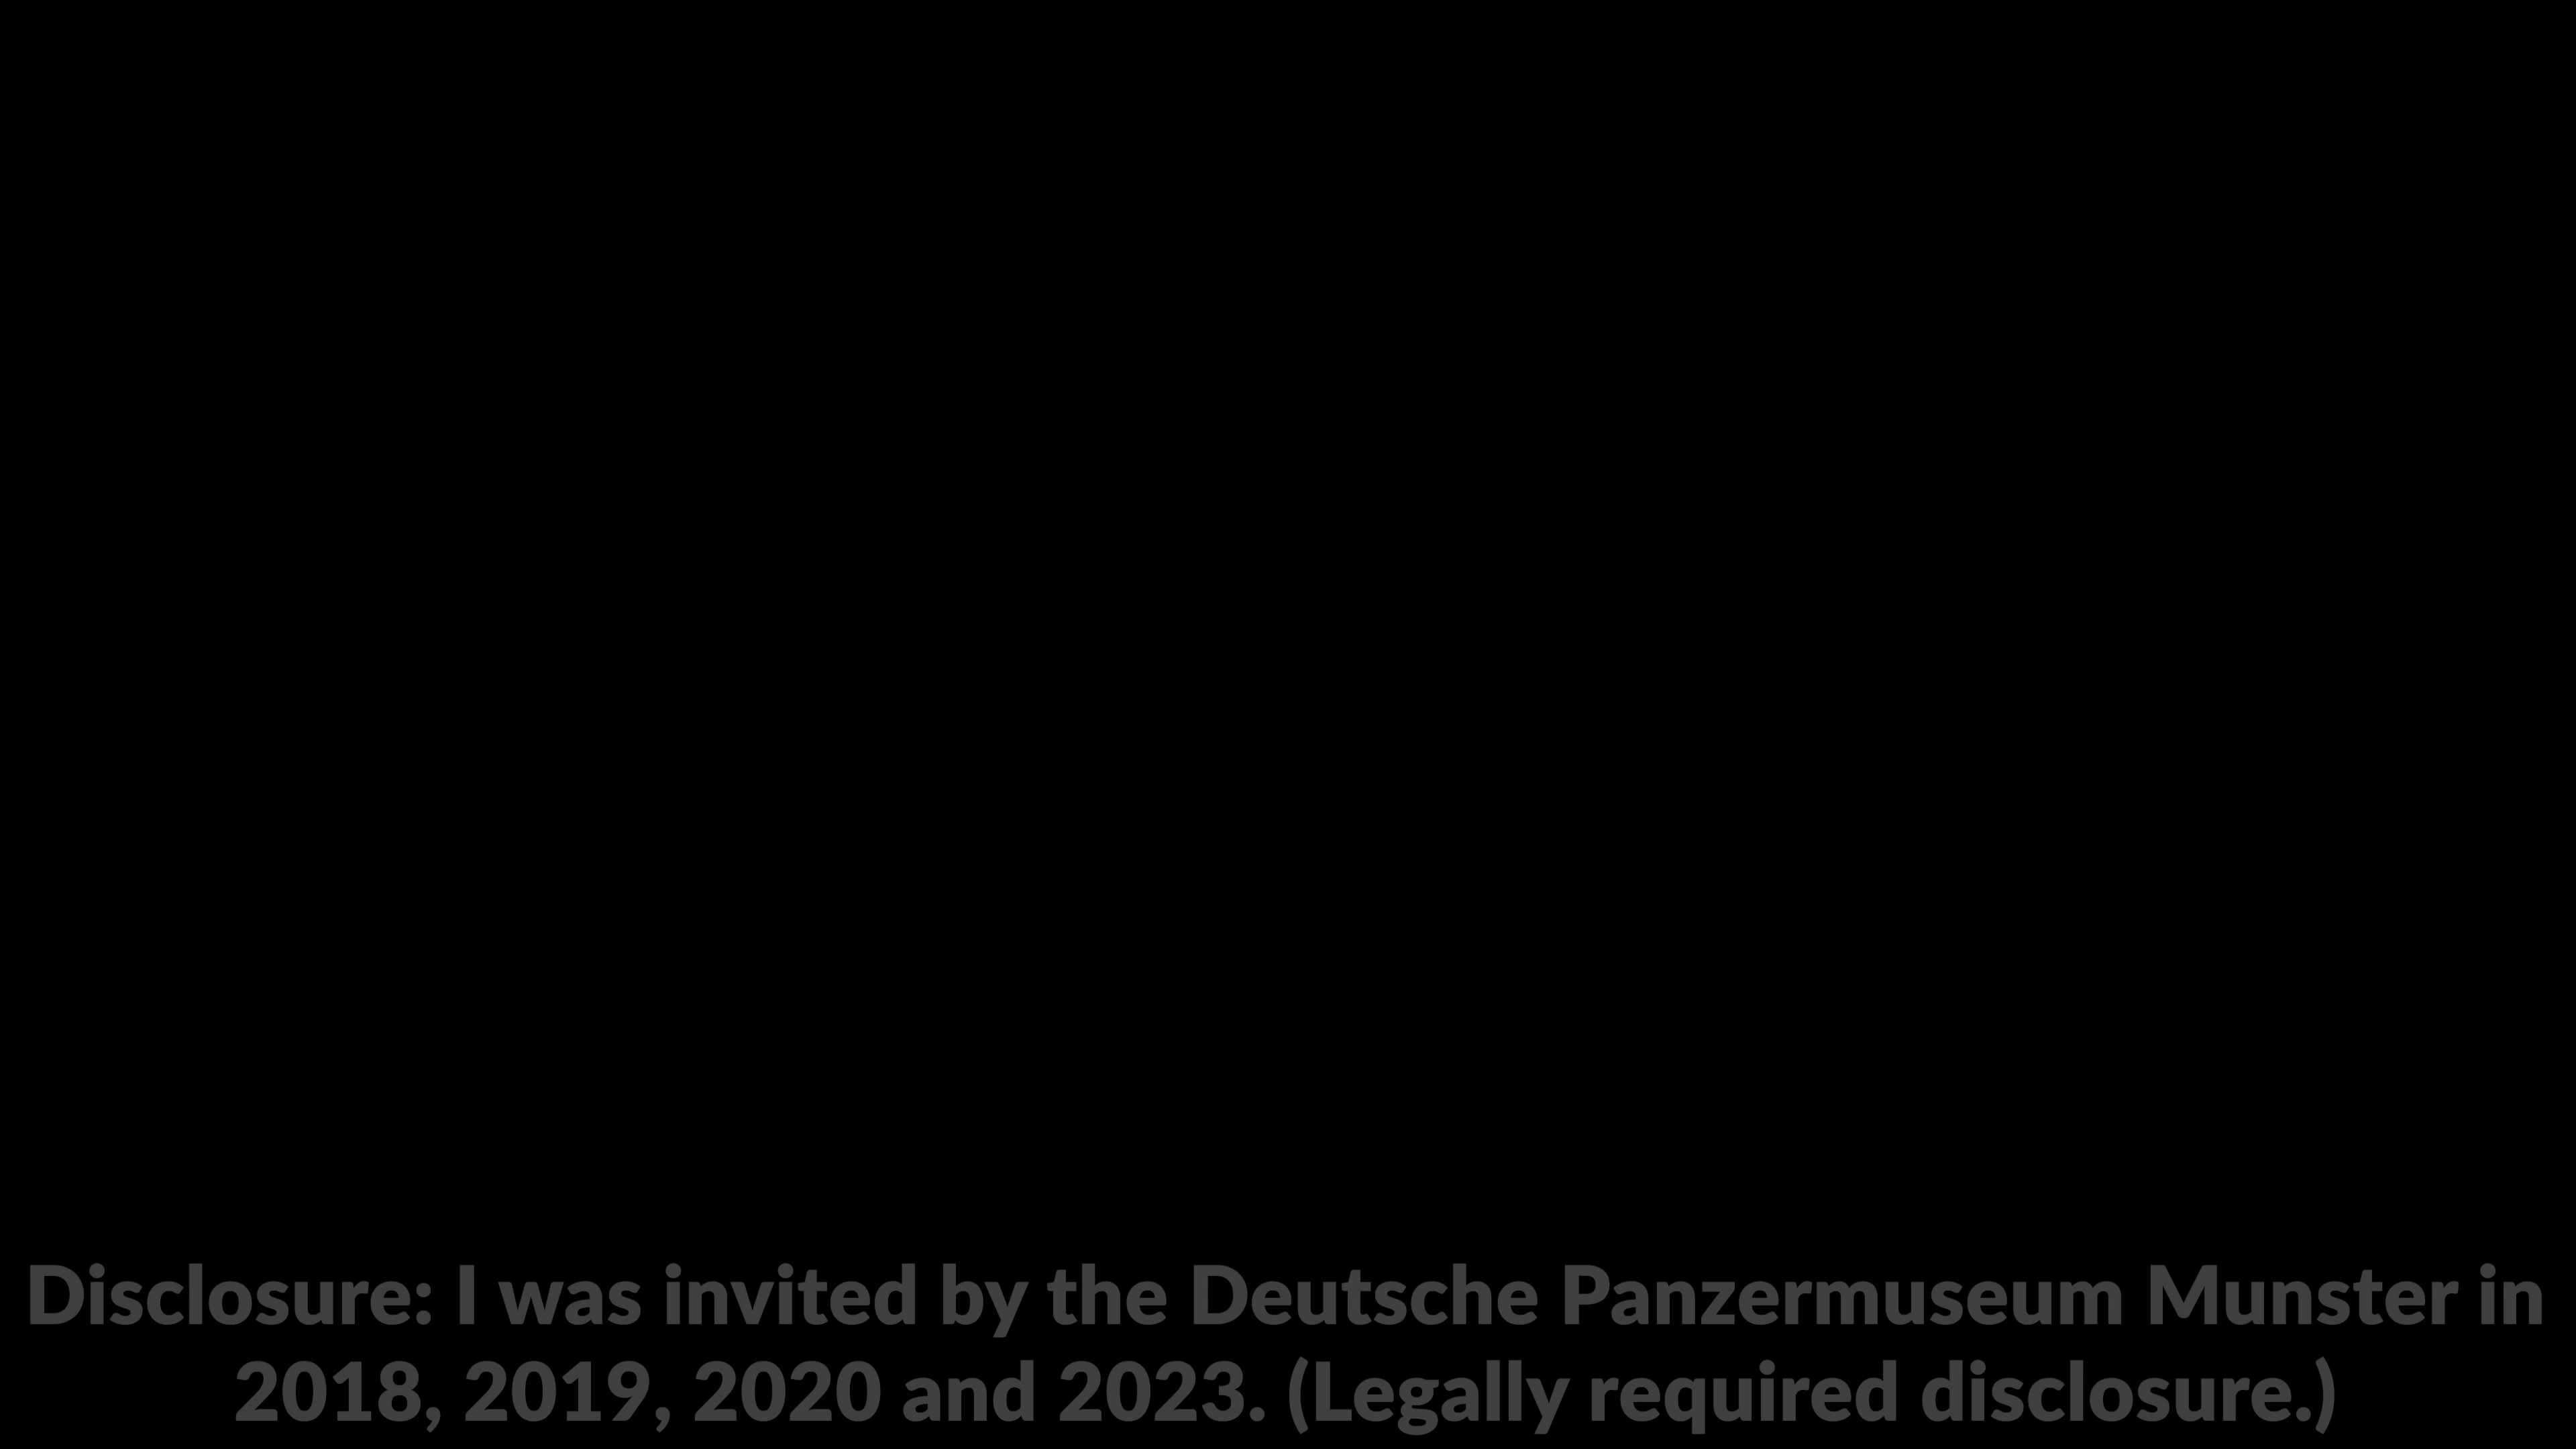 Disclosure: I was invited by the Deutsche Panzermuseum Munster in
2018, 2019, 2020 and 2023. (Legally required disclosure.)